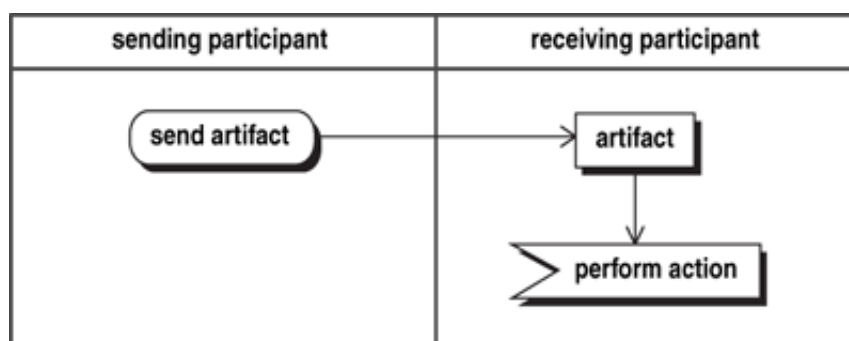 sending participant
receiving participant
send artifact
artifact
perform action